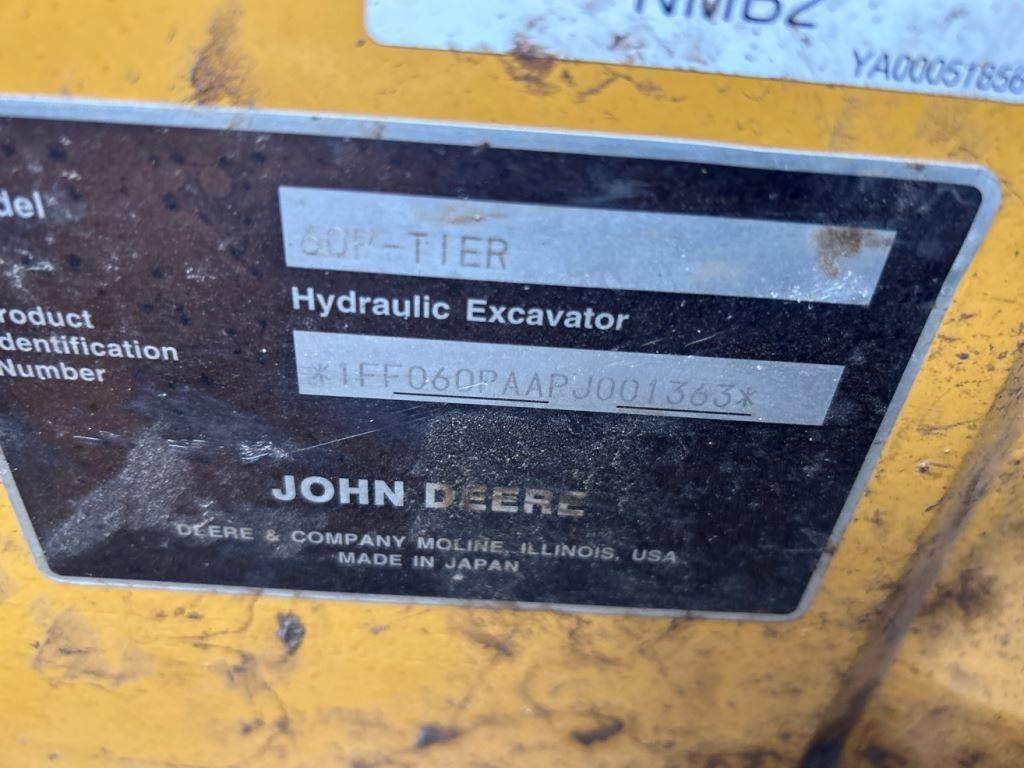 NMB2
YA00051856
del
60P-TIER
Hydraulic Excavator
roduct
dentification
Number
*1FF060PAAPJ001363*
JOHN DEERE
DEERE & COMPANY MOLINE, ILLINOIS, USA
MADE IN JAPAN